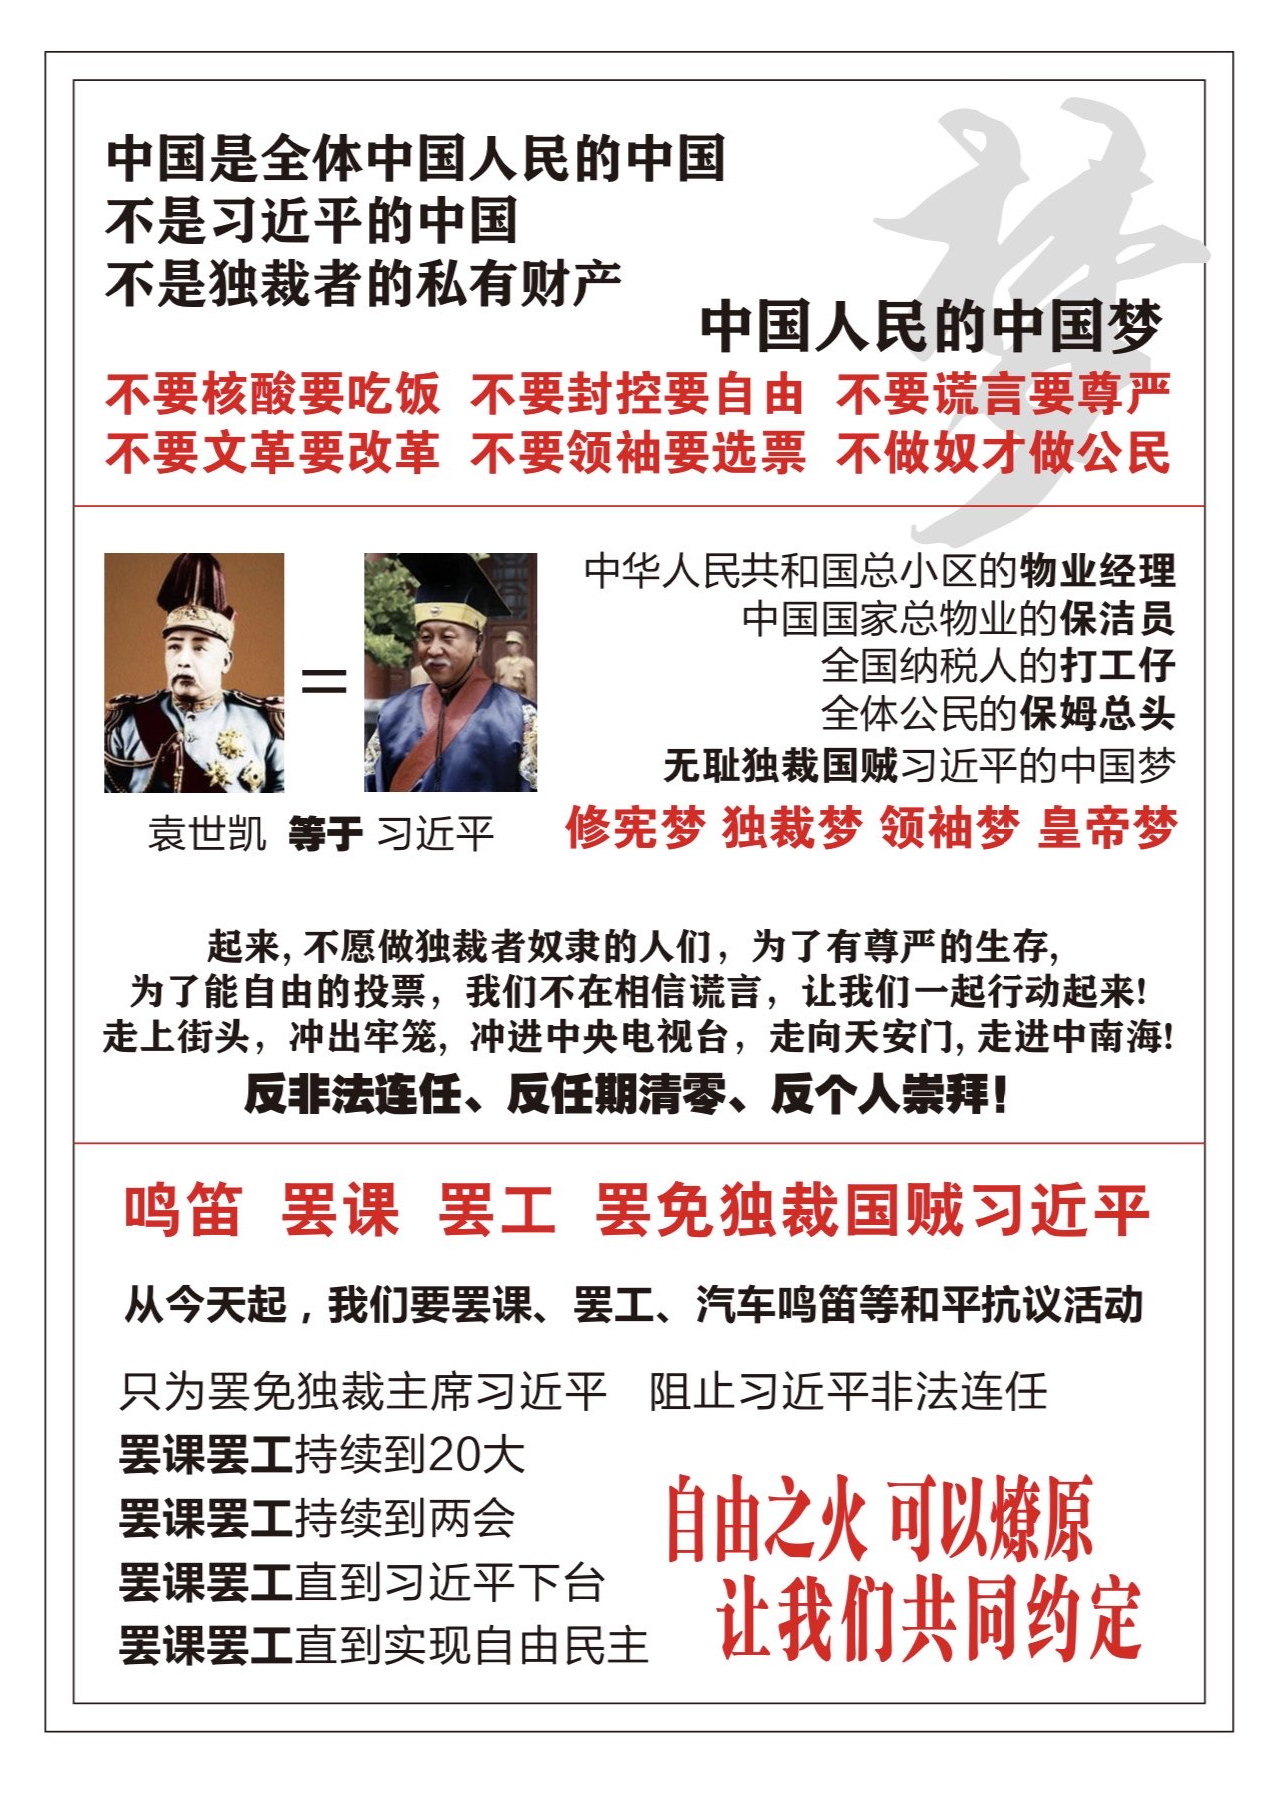 梦
中国是全体中国人民的中国
不是习近平的中国
不是独裁者的私有财产
中国人民的中国梦
不要核酸要吃饭 不要封控要自由 不要谎言要尊严
不要文革要改革 不要领袖要选票 不做奴才做公民
=
袁世凯 等于 习近平
中华人民共和国总小区的物业经理
中国国家总物业的保洁员
全国纳税人的打工仔
全体公民的保姆总头
无耻独裁国贼习近平的中国梦
修宪梦 独裁梦 领袖梦 皇帝梦
起来, 不愿做独裁者奴隶的人们，为了有尊严的生存,
为了能自由的投票，我们不在相信谎言，让我们一起行动起来!
走上街头，冲出牢笼, 冲进中央电视台，走向天安门, 走进中南海!
反非法连任、反任期清零、反个人崇拜!
鸣笛 罢课 罢工 罢免独裁国贼习近平
从今天起，我们要罢课、罢工、汽车鸣笛等和平抗议活动
只为罢免独裁主席习近平 阻止习近平非法连任
罢课罢工持续到20大
罢课罢工持续到两会
罢课罢工直到习近平下台
罢课罢工直到实现自由民主
自由之火 可以燎原
让我们共同约定